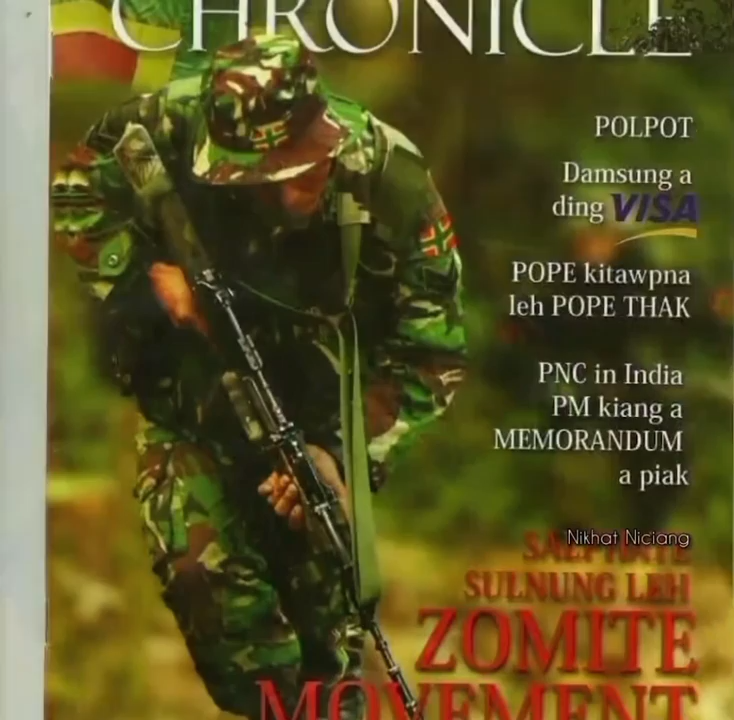 CHRONICLE
POLPOT
Damsung a
ding VISA
POPE kitawpna
leh POPE THAK
PNC in India
PM kiang a
MEMORANDUM
a piak
Nikhat Niciang
SULNUNG LEH
ZOMITE
MOVEMENT